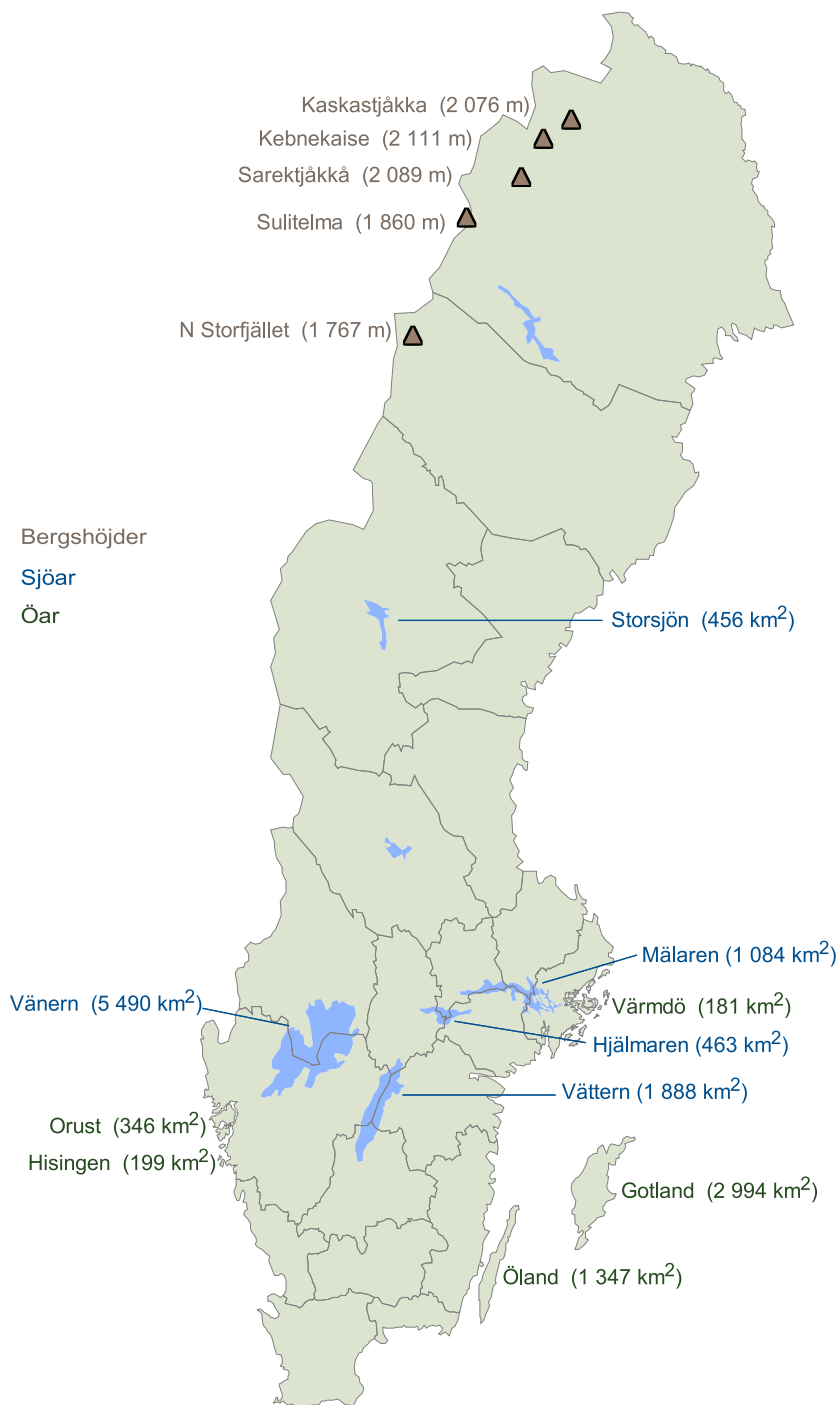 Kaskastjåkka (2 076 m)
Kebnekaise (2 111 m)
Sarektjåkkå (2 089 m)
Sulitelma (1 860 m)
N Storfjället (1 767 m)
Bergshöjder
Sjöar
Öar
Storsjön (456 km²)
Mälaren (1 084 km²)
Vänern (5 490 km²)
Värmdö (181 km²)
Hjälmaren (463 km²)
Vättern (1 888 km²)
Orust (346 km²)
Hisingen (199 km²)
Gotland (2 994 km²)
Öland (1 347 km²)